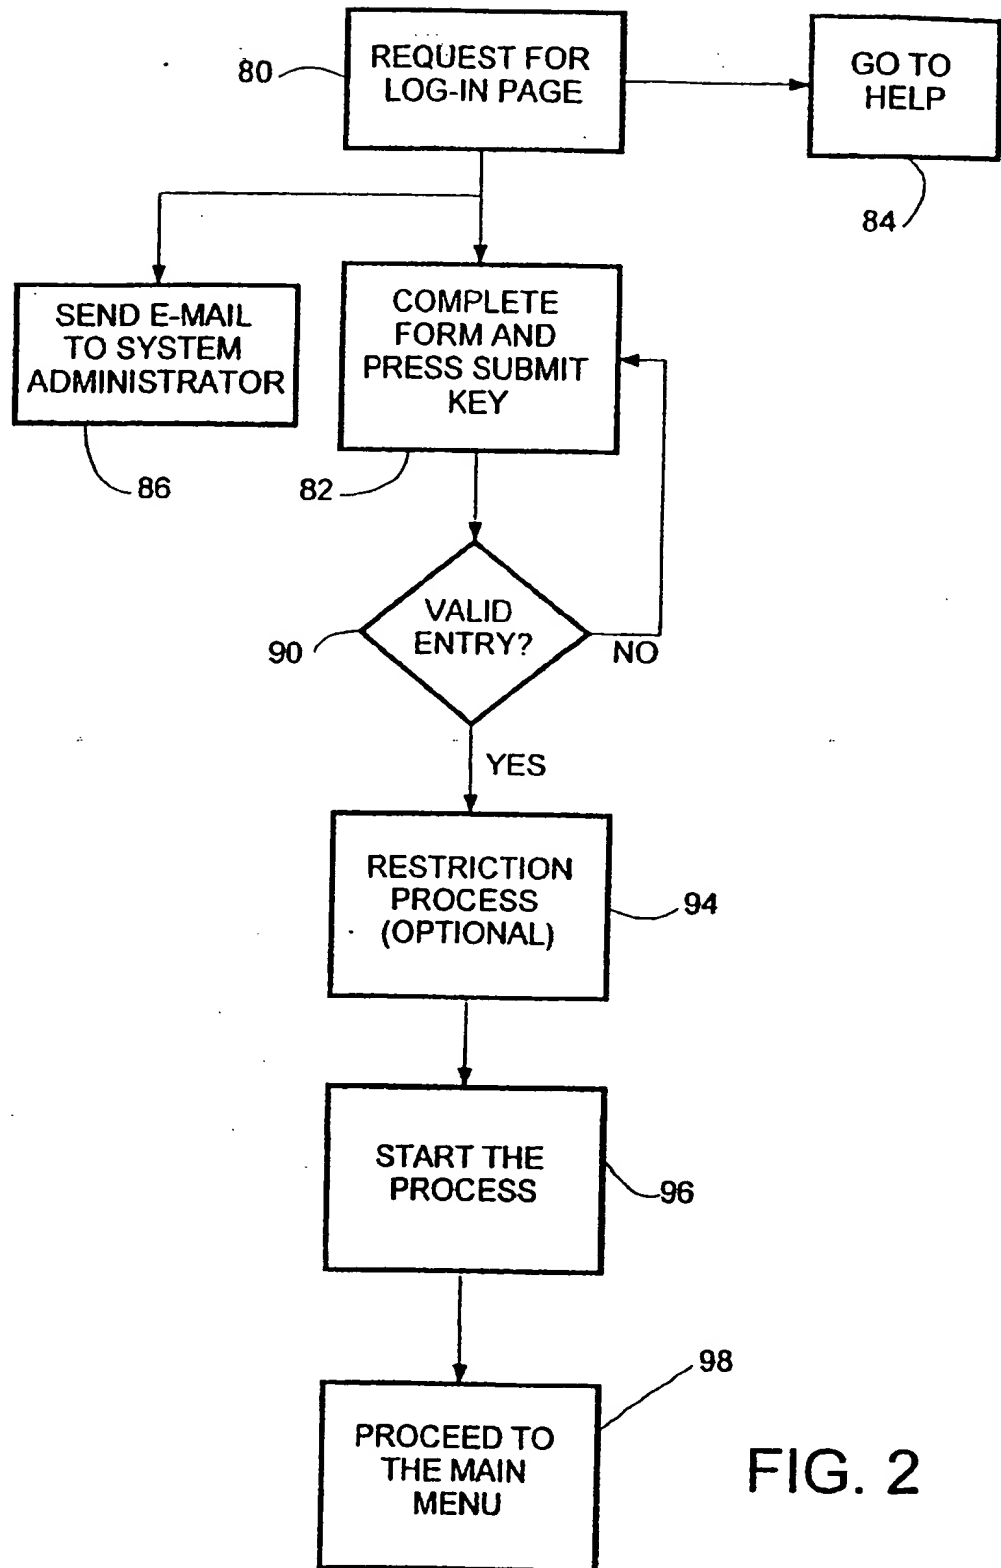 80
REQUEST FOR
LOG-IN PAGE
GO TO
HELP
84
SEND E-MAIL
TO SYSTEM
ADMINISTRATOR
86
COMPLETE
FORM AND
PRESS SUBMIT
KEY
82
VALID
ENTRY?
90
NO
YES
RESTRICTION
PROCESS
(OPTIONAL)
94
START THE
PROCESS
96
98
PROCEED TO
THE MAIN
MENU
FIG. 2